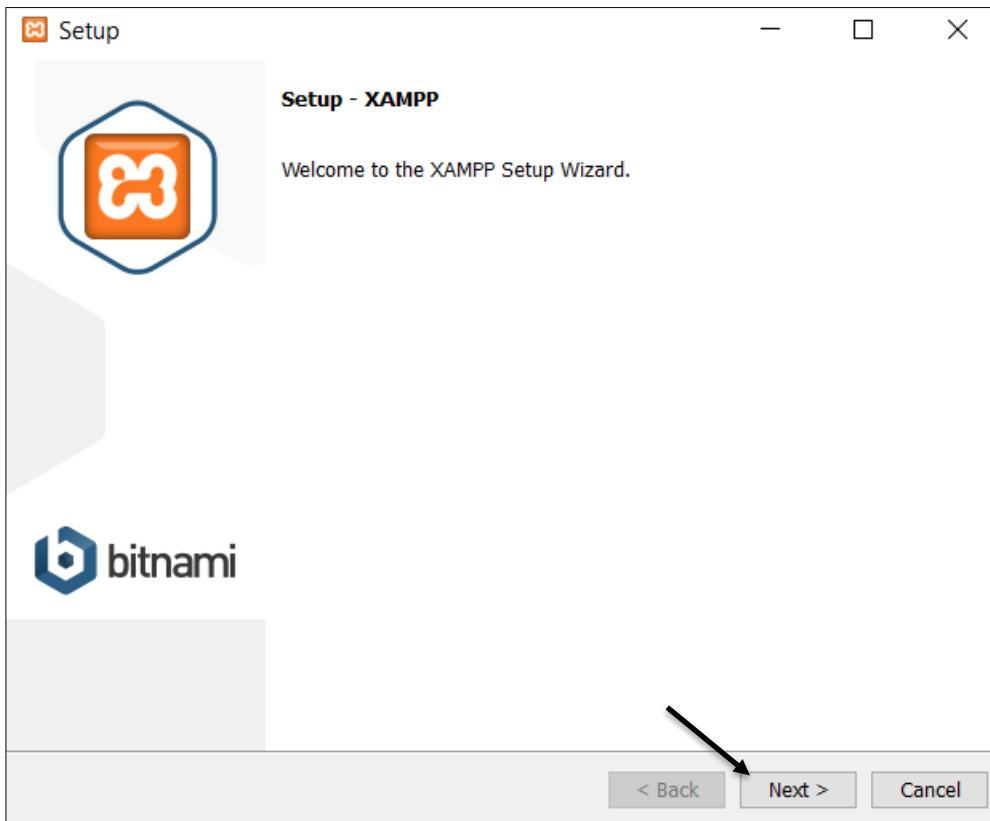 Setup
Setup - XAMPP
Welcome to the XAMPP Setup Wizard.
bitnami
< Back Next > Cancel